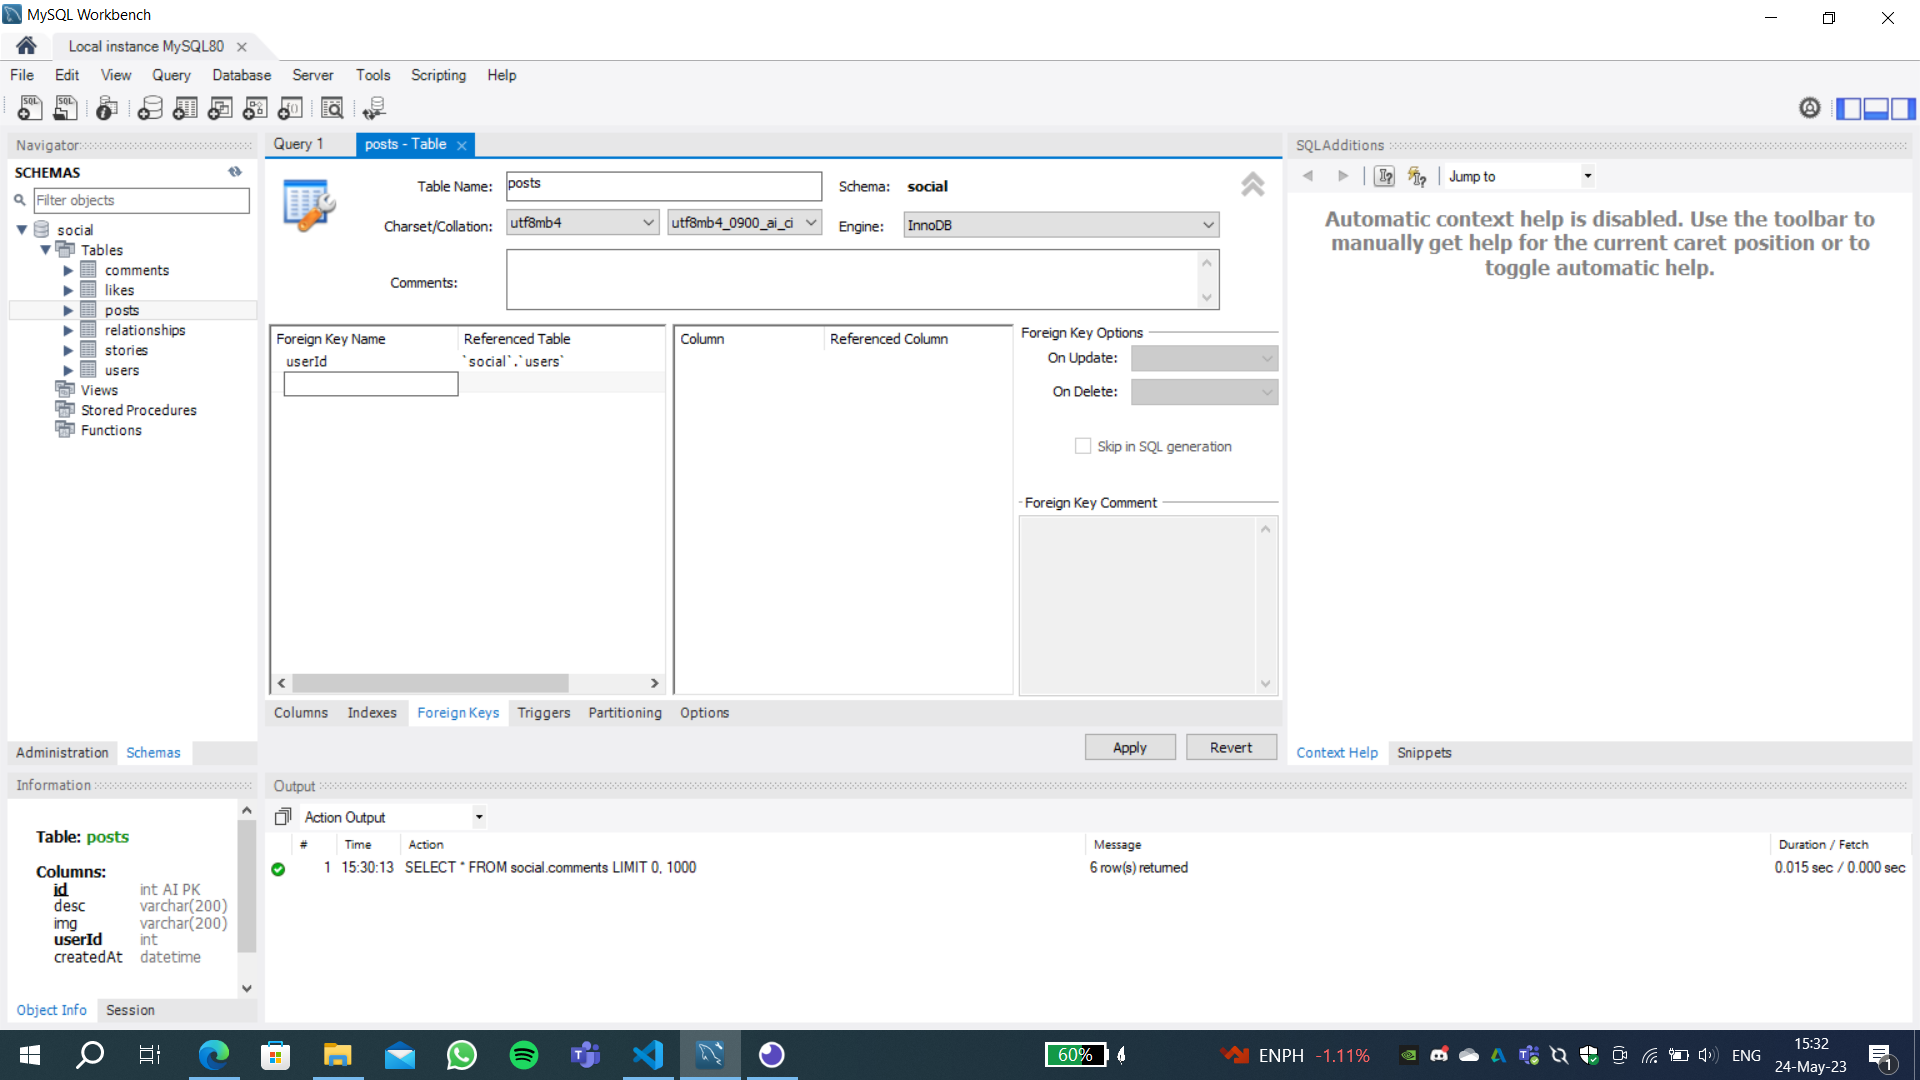 MySQL Workbench
Local instance MySQL80
File Edit View Query Database Server Tools Scripting Help
Navigator
SCHEMAS
Filter objects
social
Tables
comments
likes
posts
relationships
stories
users
Views
Stored Procedures
Functions
Administration Schemas
Information
Table: posts
Columns:
id int AI PK
desc varchar(200)
img varchar(200)
userId int
createdAt datetime
Object Info Session
Query 1 posts - Table
Table Name: posts Schema: social
Charset/Collation: utf8mb4 utf8mb4_0900_ai_ci Engine: InnoDB
Comments:
Foreign Key Name Referenced Table
userId `social`.`users`
Column Referenced Column
Foreign Key Options
On Update:
On Delete:
Skip in SQL generation
Foreign Key Comment
Columns Indexes Foreign Keys Triggers Partitioning Options
Apply Revert
SQLAdditions
Jump to
Automatic context help is disabled. Use the toolbar to
manually get help for the current caret position or to
toggle automatic help.
Context Help Snippets
Output
Action Output
# Time Action Message Duration / Fetch
1 15:30:13 SELECT * FROM social.comments LIMIT 0, 1000 6 row(s) returned 0.015 sec / 0.000 sec
60% ENPH -1.11% ENG 15:32
24-May-23
1